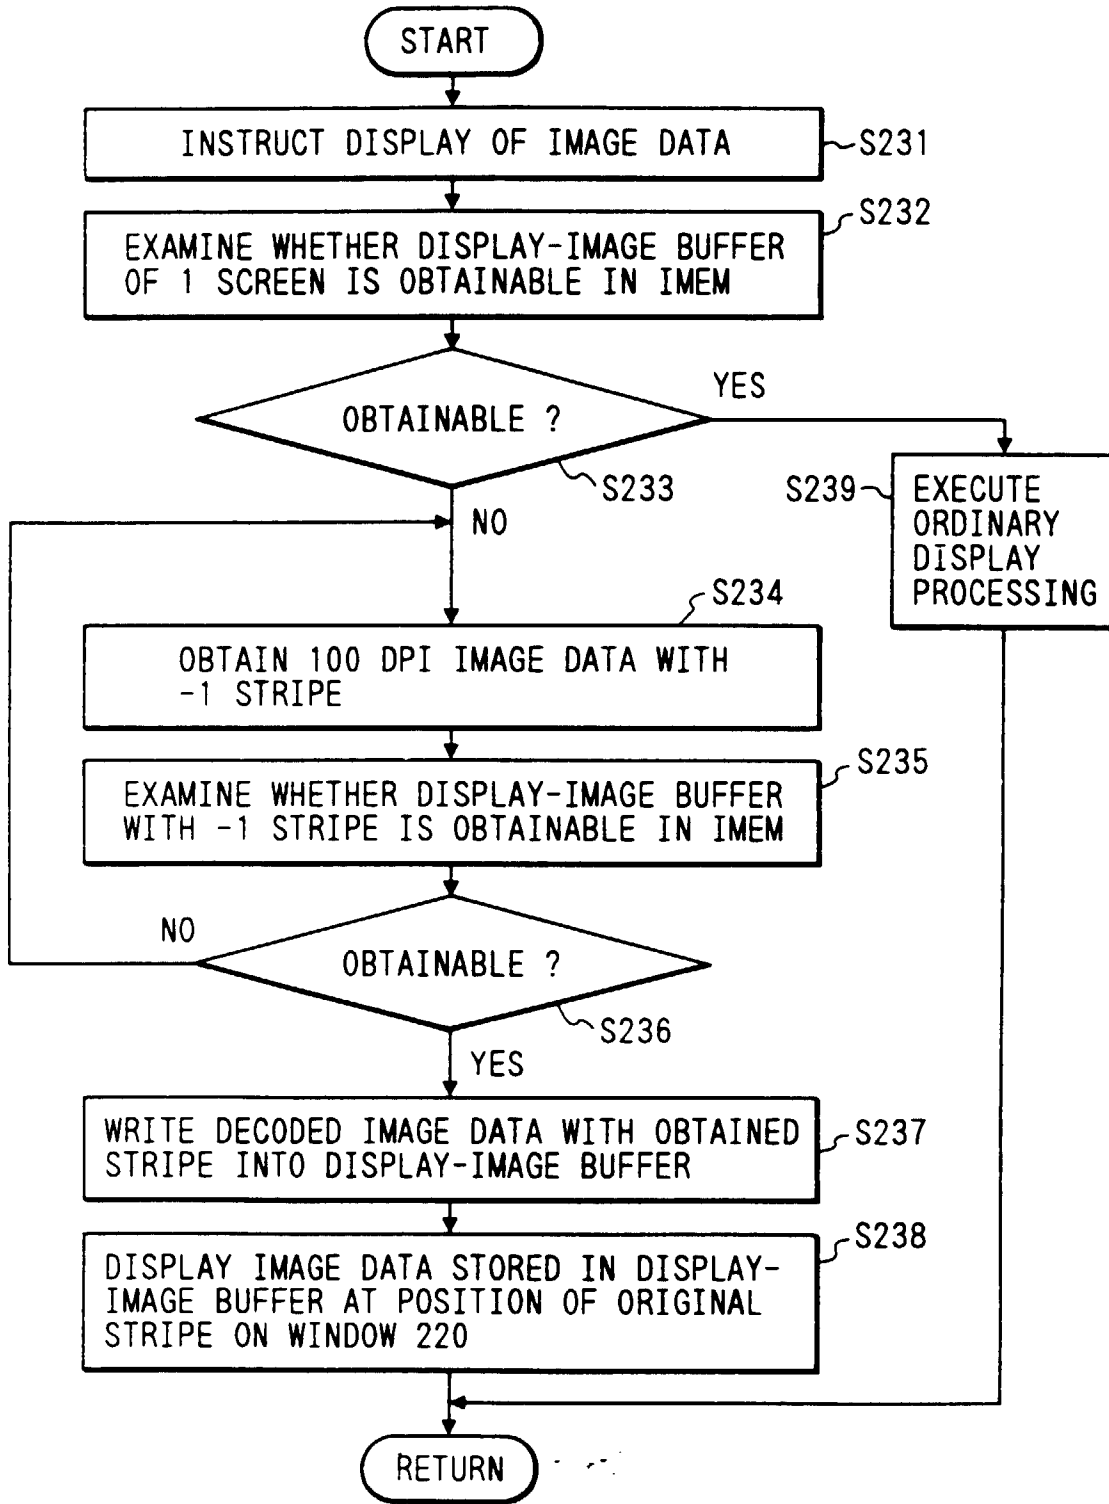 START
INSTRUCT DISPLAY OF IMAGE DATA
S231
S232
EXAMINE WHETHER DISPLAY-IMAGE BUFFER
OF 1 SCREEN IS OBTAINABLE IN IMEM
OBTAINABLE ?
YES
S233
NO
S239
EXECUTE
ORDINARY
DISPLAY
PROCESSING
S234
OBTAIN 100 DPI IMAGE DATA WITH
-1 STRIPE
S235
EXAMINE WHETHER DISPLAY-IMAGE BUFFER
WITH -1 STRIPE IS OBTAINABLE IN IMEM
NO
OBTAINABLE ?
S236
YES
WRITE DECODED IMAGE DATA WITH OBTAINED
STRIPE INTO DISPLAY-IMAGE BUFFER
S237
S238
DISPLAY IMAGE DATA STORED IN DISPLAY-
IMAGE BUFFER AT POSITION OF ORIGINAL
STRIPE ON WINDOW 220
RETURN